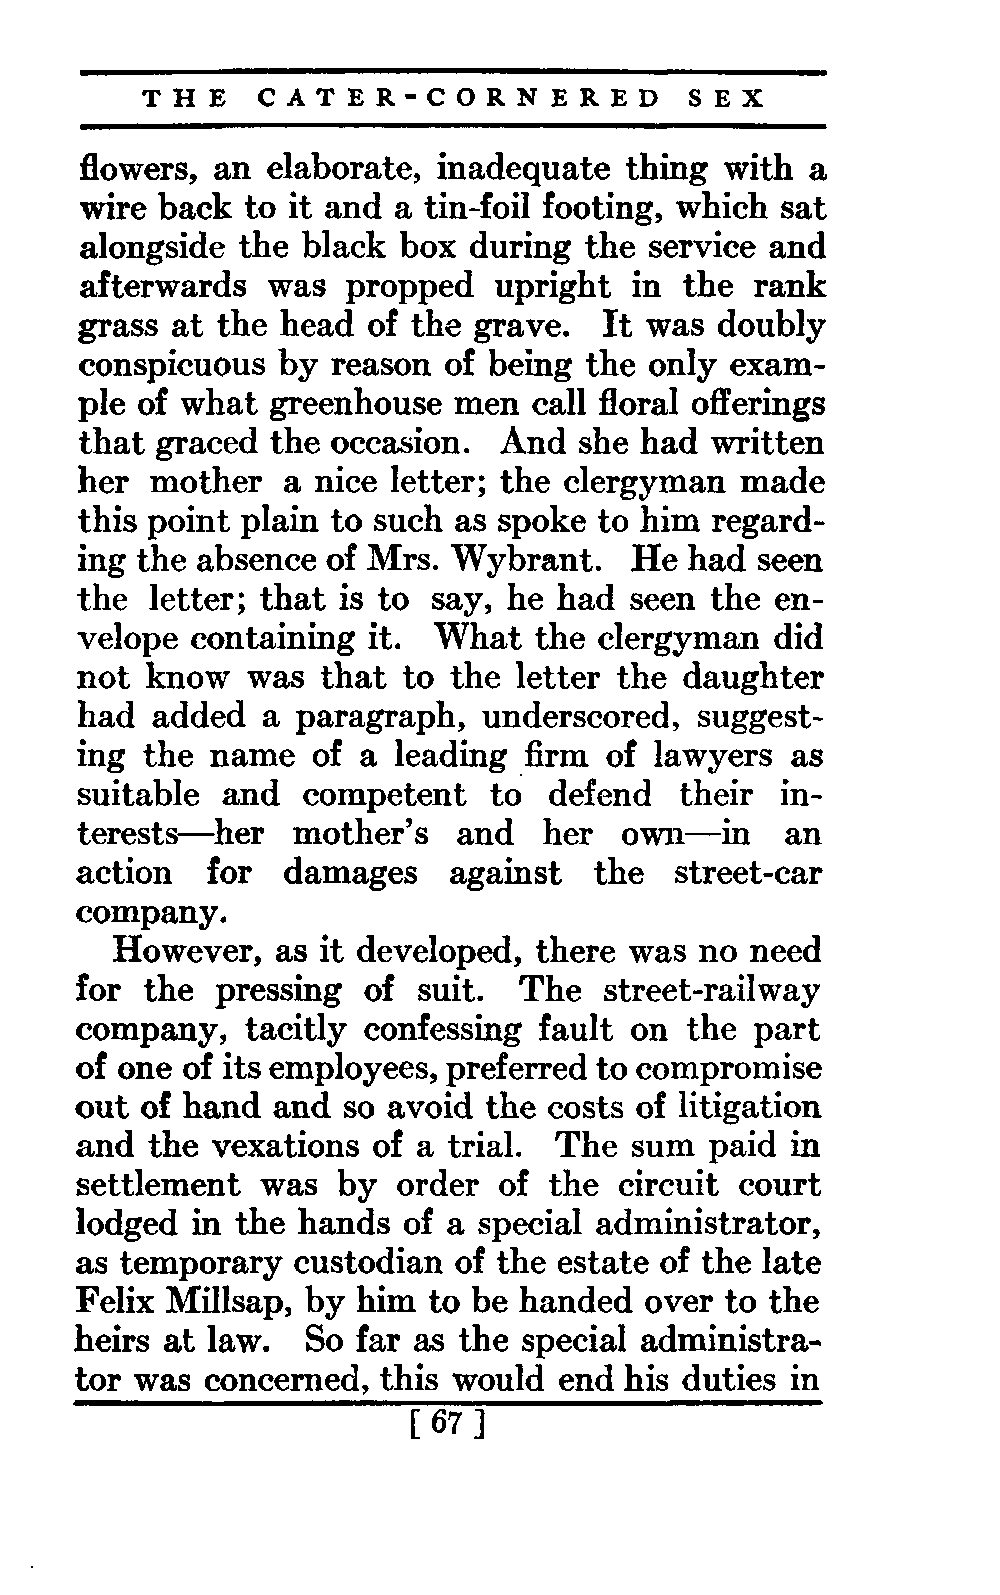 THE CATER-CORNERED SEX
flowers, an elaborate, inadequate thing with a
wire back to it and a tin-foil footing, which sat
alongside the black box during the service and
afterwards was propped upright in the rank
grass at the head of the grave. It was doubly
conspicuous by reason of being the only exam-
ple of what greenhouse men call floral offerings
that graced the occasion. And she had written
her mother a nice letter; the clergyman made
this point plain to such as spoke to him regard-
ing the absence of Mrs. Wybrant. He had seen
the letter; that is to say, he had seen the en-
velope containing it. What the clergyman did
not know was that to the letter the daughter
had added a paragraph, underscored, suggest-
ing the name of a leading firm of lawyers as
suitable and competent to defend their in-
terests—her mother's and her own—in an
action for damages against the street-car
company.
However, as it developed, there was no need
for the pressing of suit. The street-railway
company, tacitly confessing fault on the part
of one of its employees, preferred to compromise
out of hand and so avoid the costs of litigation
and the vexations of a trial. The sum paid in
settlement was by order of the circuit court
lodged in the hands of a special administrator,
as temporary custodian of the estate of the late
Felix Millsap, by him to be handed over to the
heirs at law. So far as the special administra-
tor was concerned, this would end his duties in
[ 67 ]